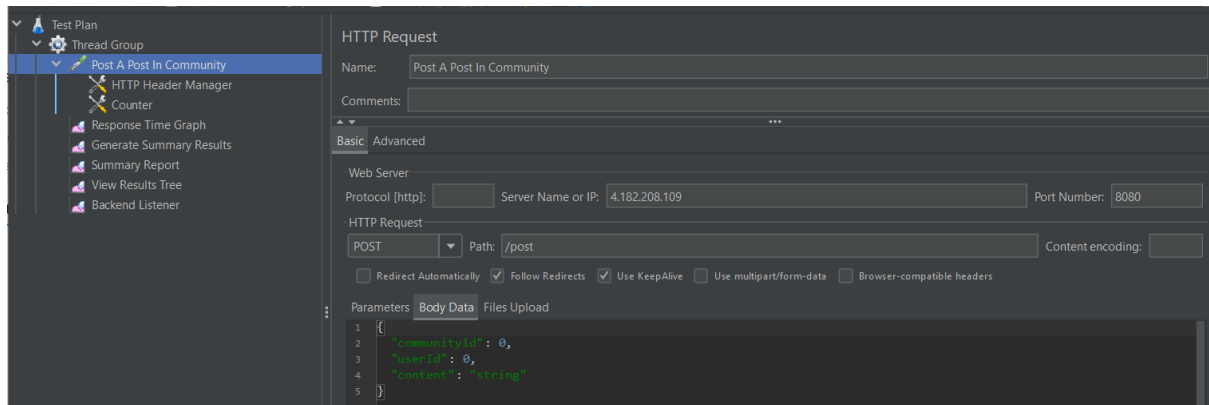 Test Plan
Thread Group
Post A Post In Community
HTTP Header Manager
Counter
Response Time Graph
Generate Summary Results
Summary Report
View Results Tree
Backend Listener
HTTP Request
Name: Post A Post In Community
Comments:
Basic Advanced
Web Server
Protocol [http]: Server Name or IP: 4.182.208.109 Port Number: 8080
HTTP Request
POST Path: /post Content encoding:
Redirect Automatically Follow Redirects Use KeepAlive Use multipart/form-data Browser-compatible headers
Parameters Body Data Files Upload
1 {
2 "communityId": 0,
3 "userId": 0,
4 "content": "string"
5 }